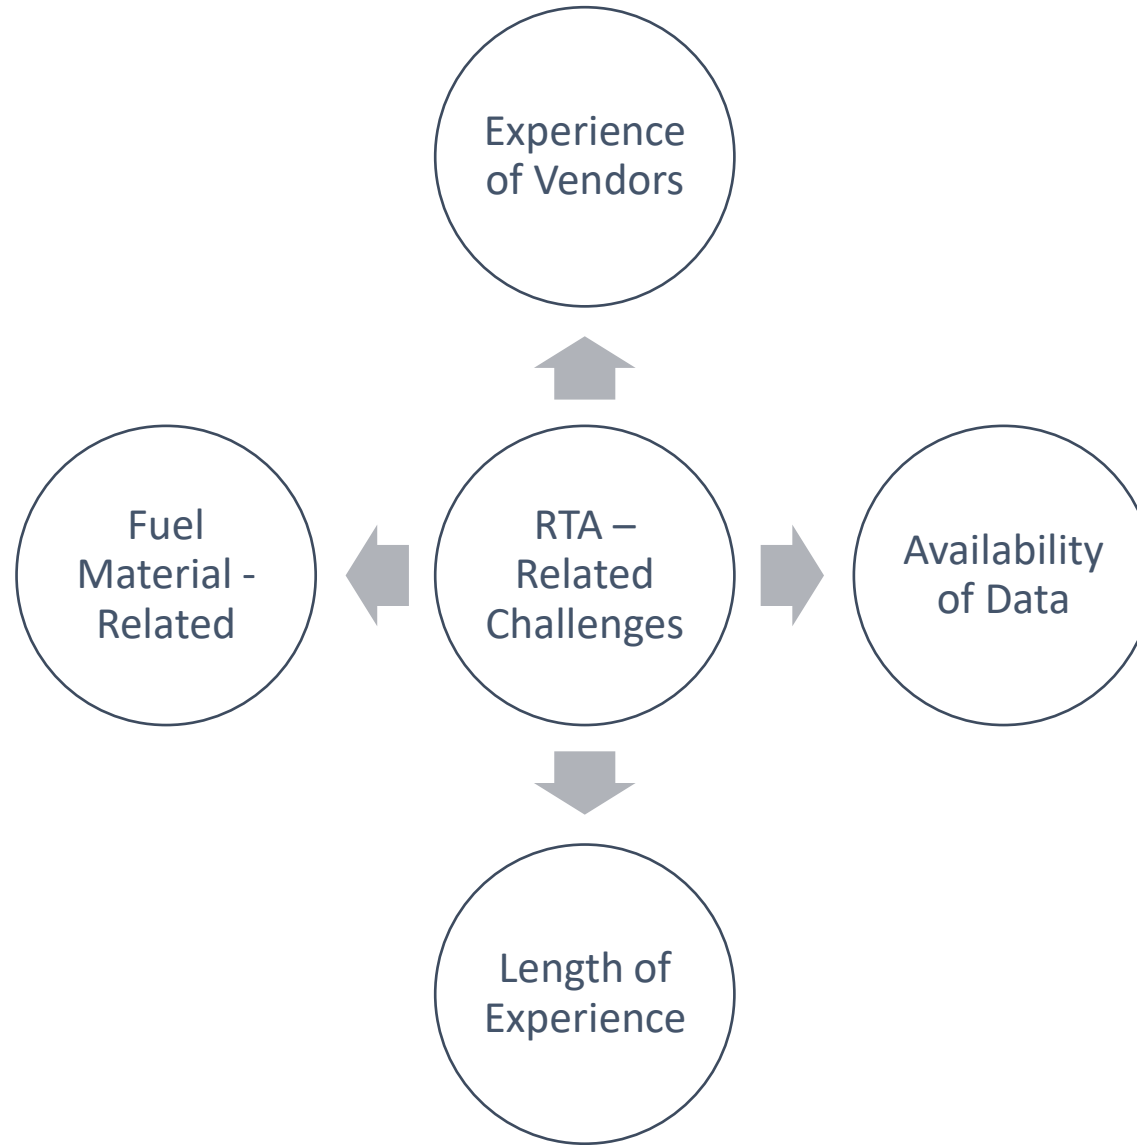 Experience
of Vendors
Fuel
Material -
Related
RTA –
Related
Challenges
Availability
of Data
Length of
Experience